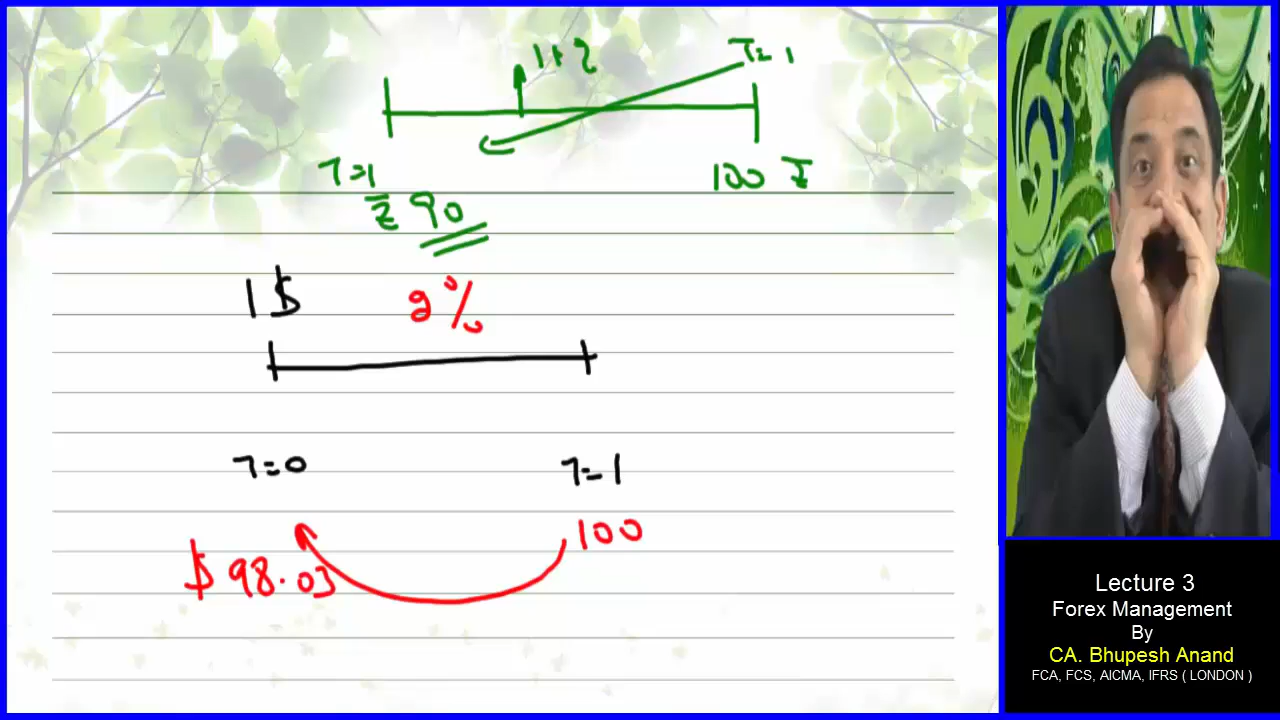 1+r
T=1
T=1
100 ₹
₹ 90
1$
2%
T=0
T=1
100
$ 98.03
Lecture 3
Forex Management
By
CA. Bhupesh Anand
FCA, FCS, AICMA, IFRS ( LONDON )